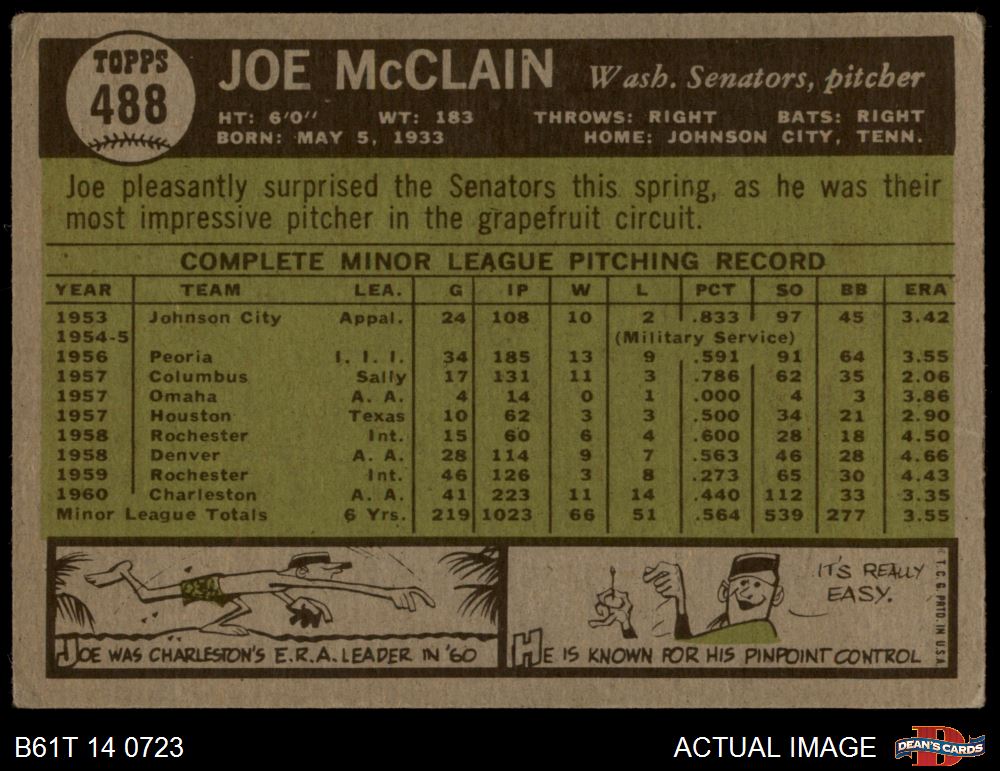 TOPPS
488
JOE McCLAIN Wash. Senators, pitcher
HT: 6'0" WT: 183 THROWS: RIGHT BATS: RIGHT
BORN: MAY 5, 1933 HOME: JOHNSON CITY, TENN.
Joe pleasantly surprised the Senators this spring, as he was their
most impressive pitcher in the grapefruit circuit.
COMPLETE MINOR LEAGUE PITCHING RECORD
YEAR TEAM LEA. G IP W L PCT SO BB ERA
1953 Johnson City Appal. 24 108 10 2 .833 97 45 3.42
1954-5 (Military Service)
1956 Peoria I. I. I. 34 185 13 9 .591 91 64 3.55
1957 Columbus Sally 17 131 11 3 .786 62 35 2.06
1957 Omaha A. A. 4 14 0 1 .000 4 3 3.86
1957 Houston Texas 10 62 3 3 .500 34 21 2.90
1958 Rochester Int. 15 60 6 4 .600 28 18 4.50
1958 Denver A. A. 28 114 9 7 .563 46 28 4.66
1959 Rochester Int. 46 126 3 8 .273 65 30 4.43
1960 Charleston A. A. 41 223 11 14 .440 112 33 3.35
Minor League Totals 6 Yrs. 219 1023 66 51 .564 539 277 3.55
JOE WAS CHARLESTON'S E.R.A. LEADER IN '60
IT'S REALLY
EASY.
HE IS KNOWN FOR HIS PINPOINT CONTROL
T.C.G. PRTD. IN U.S.A.
B61T 14 0723 ACTUAL IMAGE DEAN'S CARDS